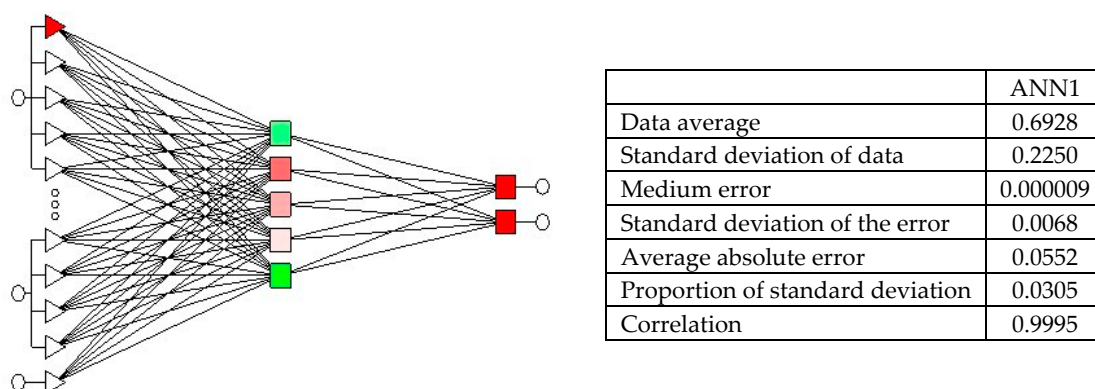 ANN1
Data average 0.6928
Standard deviation of data 0.2250
Medium error 0.000009
Standard deviation of the error 0.0068
Average absolute error 0.0552
Proportion of standard deviation 0.0305
Correlation 0.9995